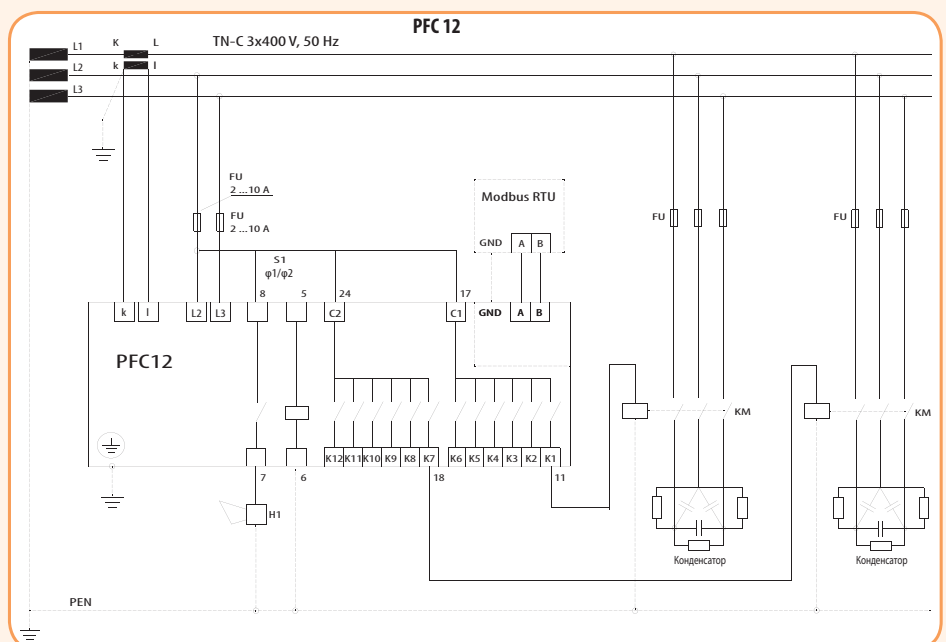 PFC 12
L1 K L TN-C 3x400 V, 50 Hz
L2 k l
L3
FU
2 ...10 A
FU
2 ...10 A
Modbus RTU
GND A B
FU
FU
S1
φ1/φ2
8 5 24 17
k l L2 L3 C2 C1 GND A B
PFC12
KM
KM
K12 K11 K10 K9 K8 K7 K6 K5 K4 K3 K2 K1
7 6 18 11
H1
Конденсатор
Конденсатор
PEN